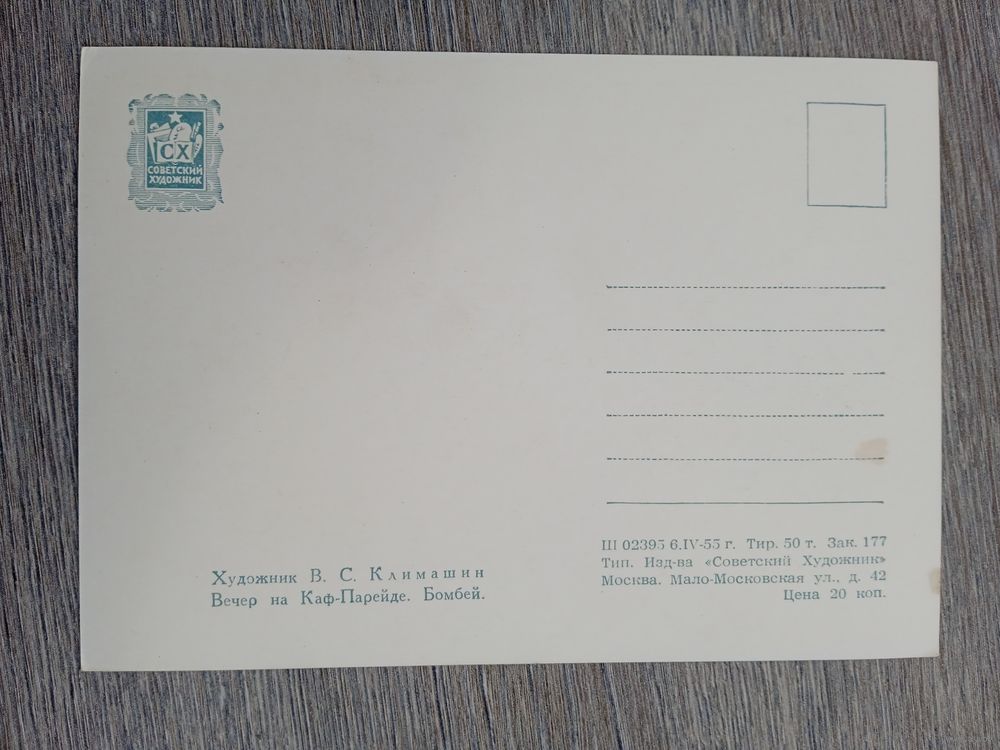 СХ
СОВЕТСКИЙ
ХУДОЖНИК
Художник В. С. Климашин
Вечер на Каф-Парейде. Бомбей.
Ш 02395 6.IV-55 г. Тир. 50 т. Зак. 177
Тип. Изд-ва «Советский Художник»
Москва. Мало-Московская ул., д. 42
Цена 20 коп.